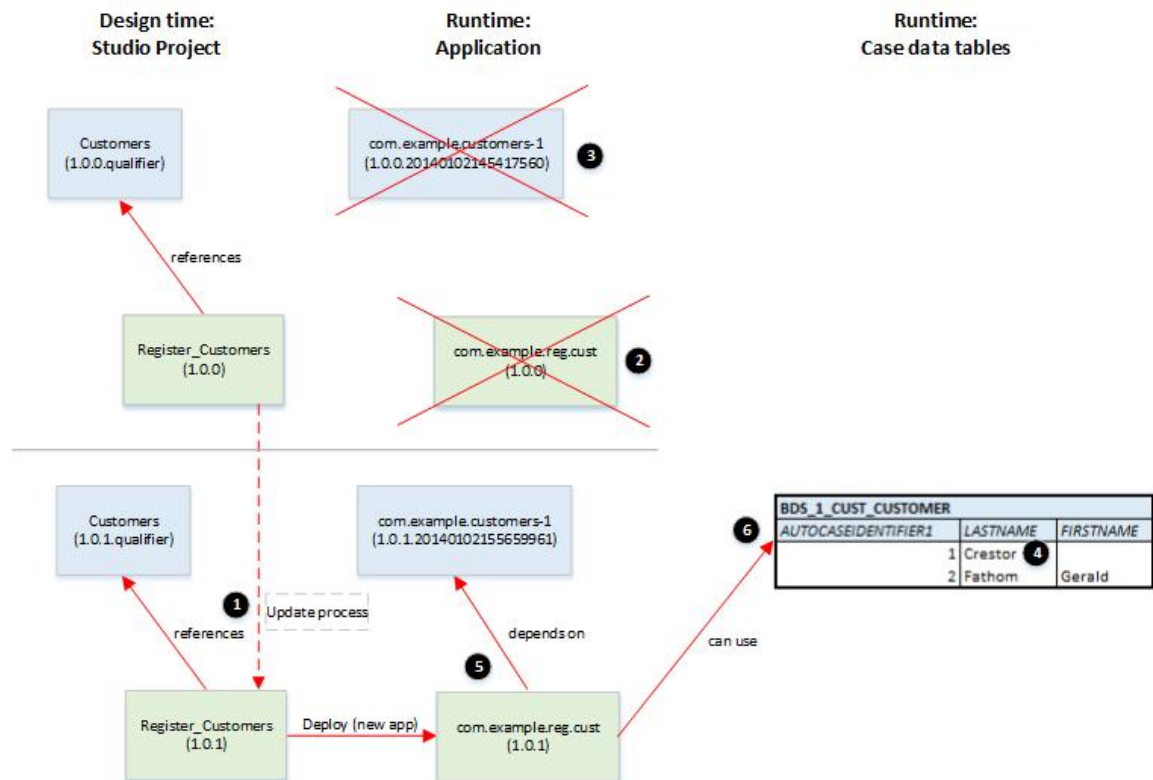 Design time:
Studio Project
Runtime:
Application
Runtime:
Case data tables
Customers
(1.0.0.qualifier)
com.example.customers-1
(1.0.0.20140102145417560)
3
references
Register_Customers
(1.0.0)
com.example.reg.cust
(1.0.0)
2
Customers
(1.0.1.qualifier)
com.example.customers-1
(1.0.1.20140102155659961)
BDS_1_CUST_CUSTOMER
6
AUTOCASEIDENTIFIER1 LASTNAME FIRSTNAME
1 Crestor 4
2 Fathom Gerald
1
Update process
references
depends on
can use
5
Register_Customers
(1.0.1)
Deploy (new app)
com.example.reg.cust
(1.0.1)